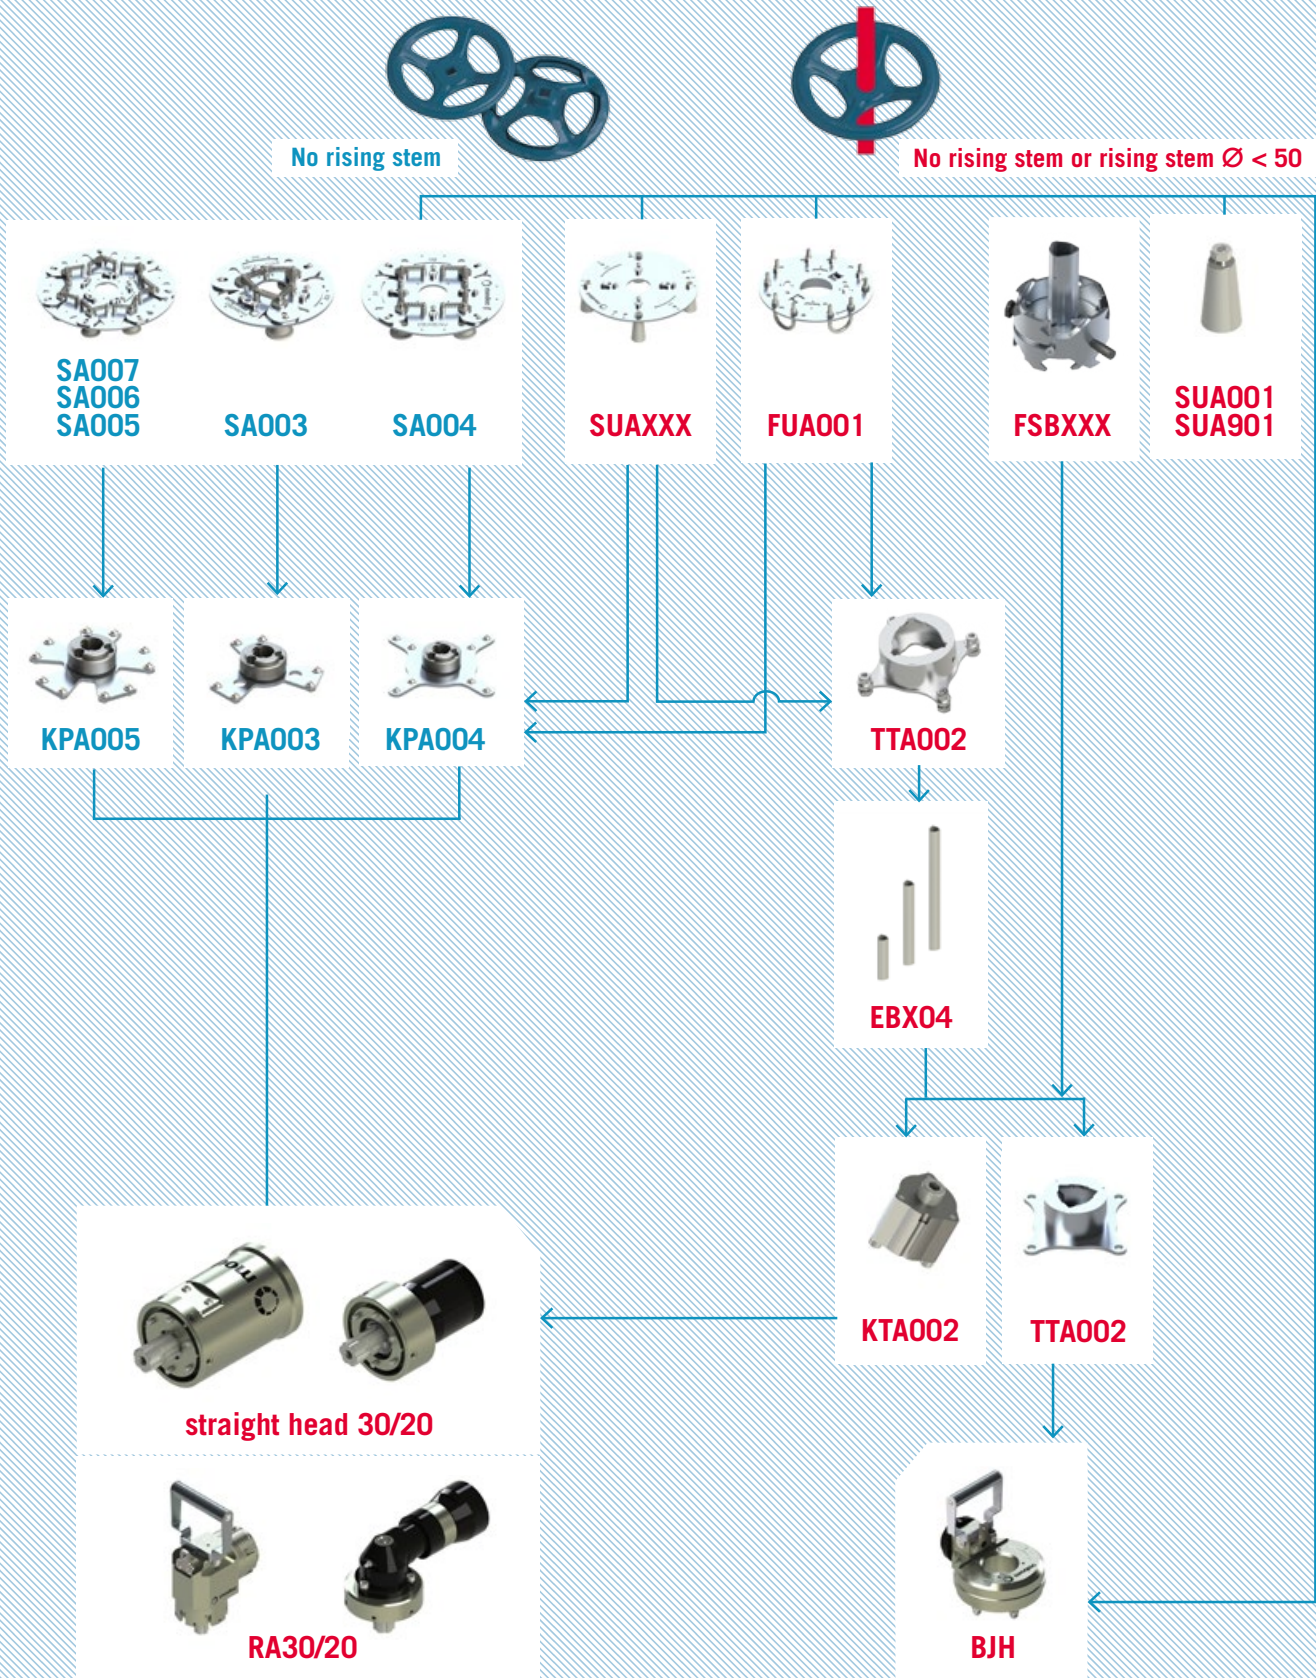 No rising stem
No rising stem or rising stem Ø < 50
SA007
SA006
SA005
SA003
SA004
SUAXXX
FUA001
FSBXXX
SUA001
SUA901
KPA005
KPA003
KPA004
TTA002
EBX04
KTA002
TTA002
straight head 30/20
RA30/20
BJH